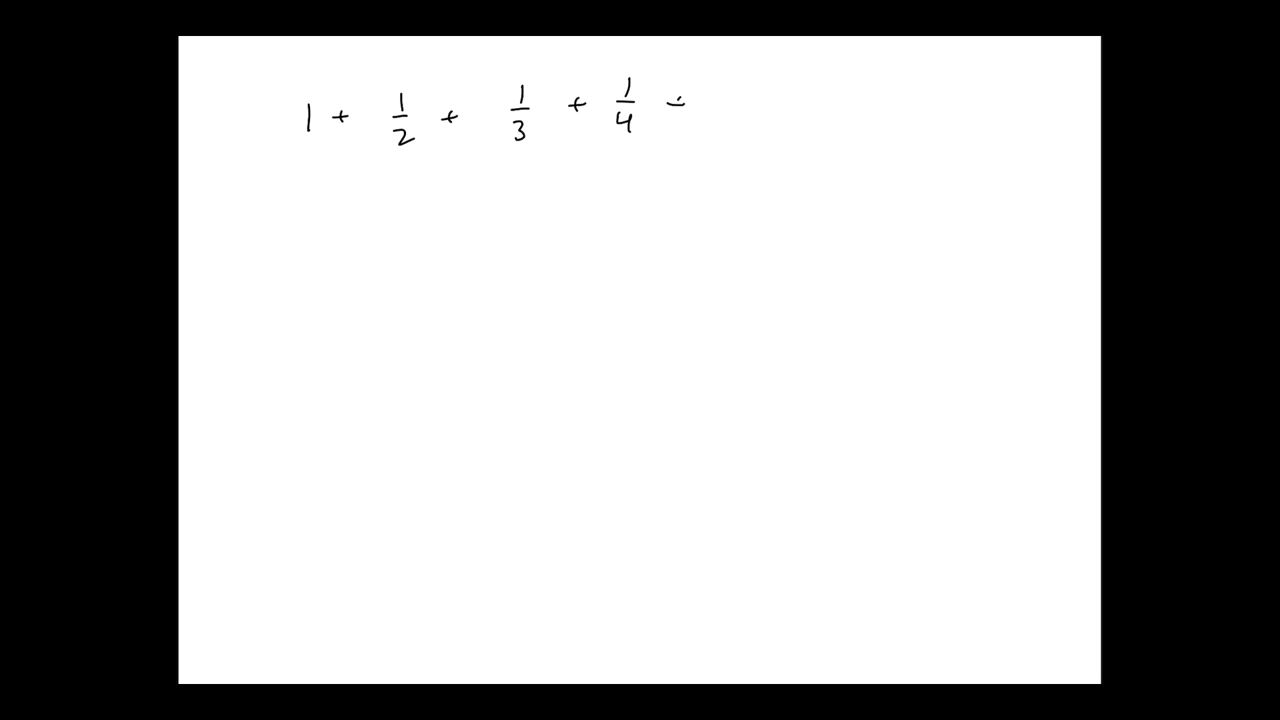 1 + 1/2 + 1/3 + 1/4